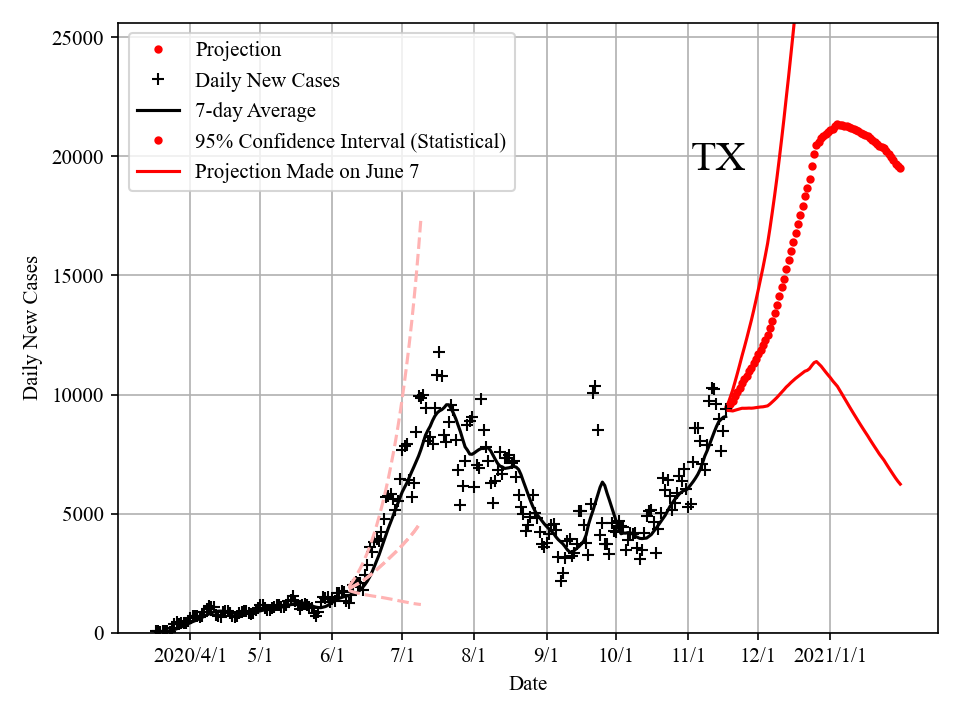 25000
20000
15000
10000
5000
0
Daily New Cases
Projection
Daily New Cases
7-day Average
95% Confidence Interval (Statistical)
Projection Made on June 7
TX
2020/4/1 5/1 6/1 7/1 8/1 9/1 10/1 11/1 12/1 2021/1/1
Date